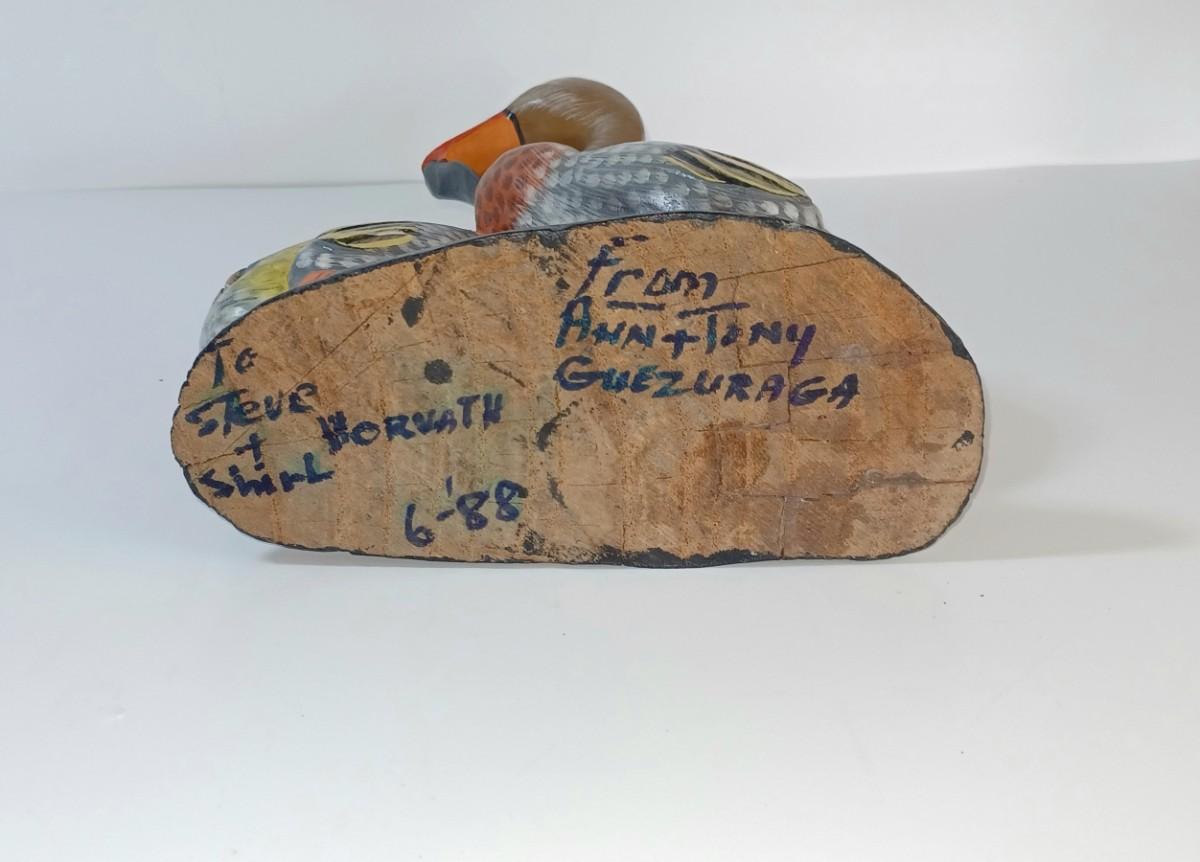 To
Steve
+
Shirl
HORVATH
6-'88
From
ANN + TONY
GUEZURAGA